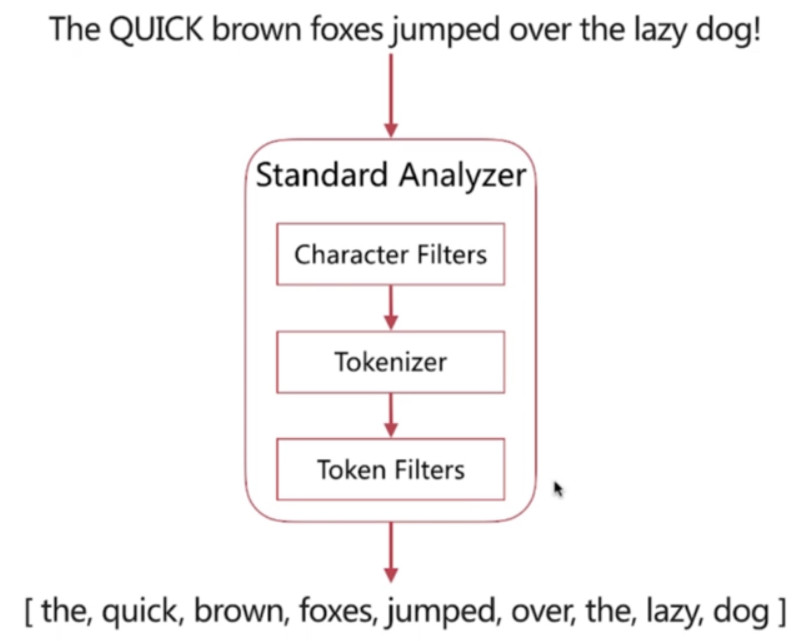 The QUICK brown foxes jumped over the lazy dog!
Standard Analyzer
Character Filters
Tokenizer
Token Filters
[ the, quick, brown, foxes, jumped, over, the, lazy, dog ]